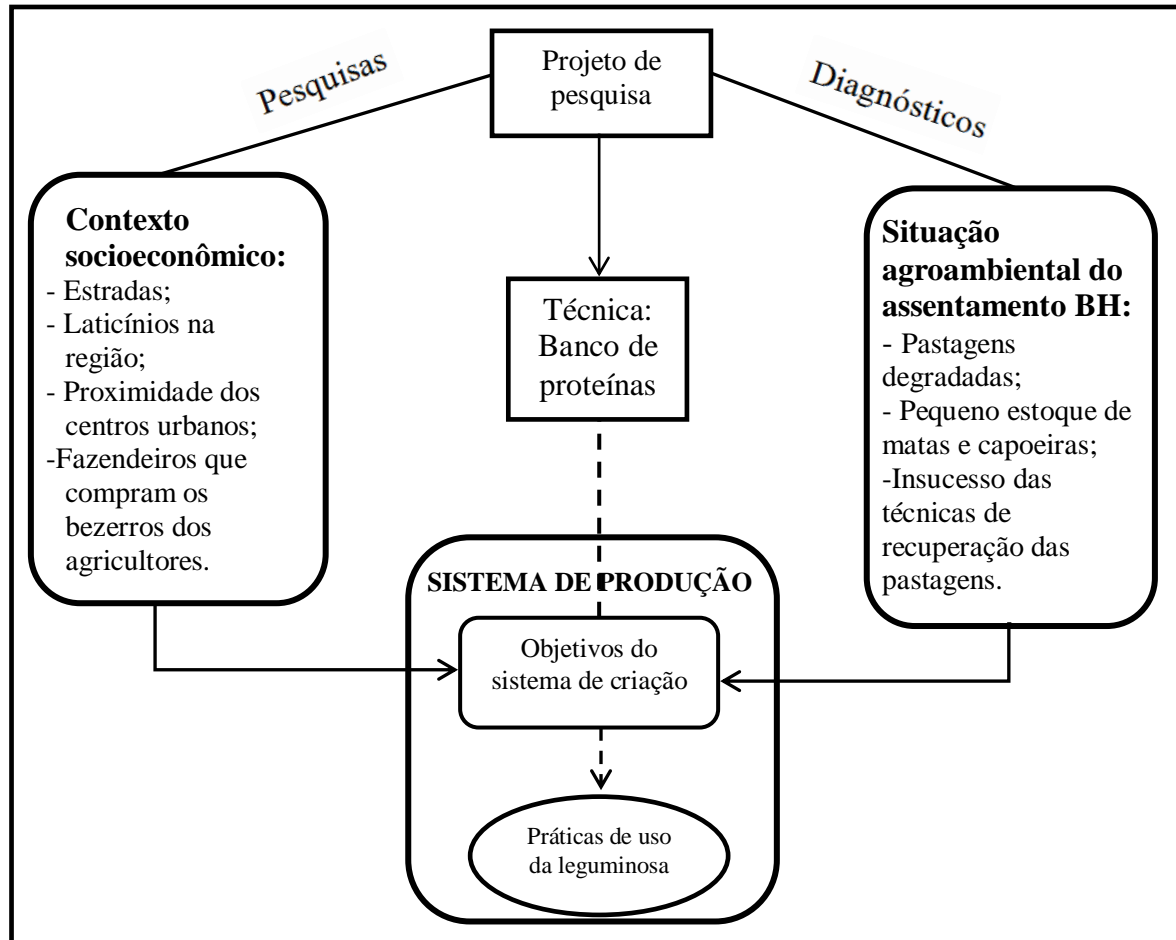 Projeto de
pesquisa
Pesquisas
Diagnósticos
Contexto
socioeconômico:
- Estradas;
- Laticínios na
região;
- Proximidade dos
centros urbanos;
-Fazendeiros que
compram os
bezerros dos
agricultores.
Técnica:
Banco de
proteínas
Situação
agroambiental do
assentamento BH:
- Pastagens
degradadas;
- Pequeno estoque de
matas e capoeiras;
-Insucesso das
técnicas de
recuperação das
pastagens.
SISTEMA DE PRODUÇÃO
Objetivos do
sistema de criação
Práticas de uso
da leguminosa